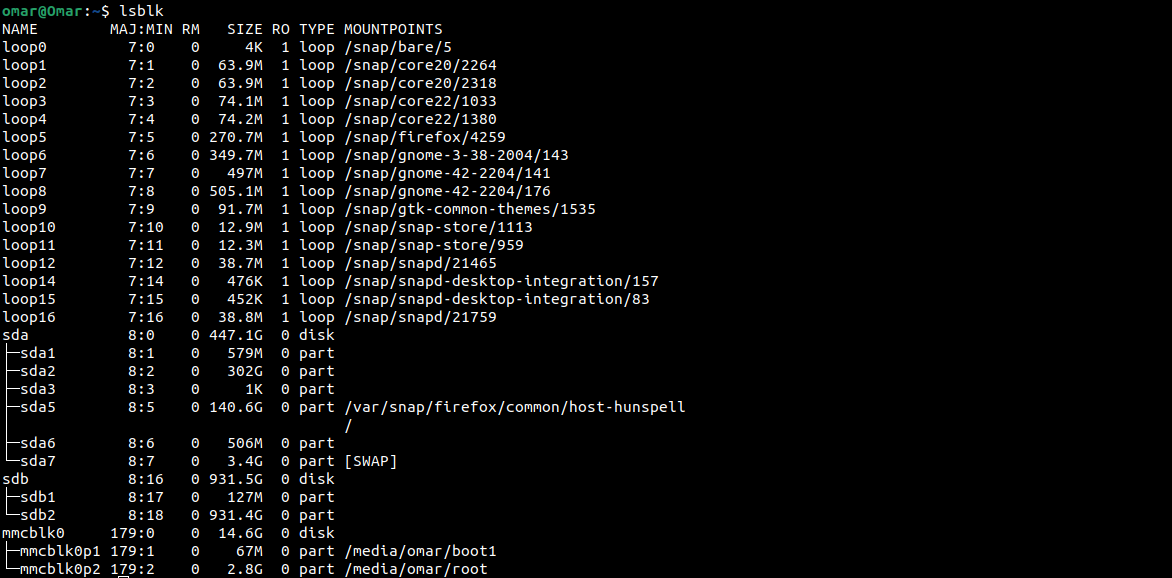 omar@Omar:~$ lsblk
NAME        MAJ:MIN RM   SIZE RO TYPE MOUNTPOINTS
loop0         7:0    0     4K  1 loop /snap/bare/5
loop1         7:1    0  63.9M  1 loop /snap/core20/2264
loop2         7:2    0  63.9M  1 loop /snap/core20/2318
loop3         7:3    0  74.1M  1 loop /snap/core22/1033
loop4         7:4    0  74.2M  1 loop /snap/core22/1380
loop5         7:5    0 270.7M  1 loop /snap/firefox/4259
loop6         7:6    0 349.7M  1 loop /snap/gnome-3-38-2004/143
loop7         7:7    0   497M  1 loop /snap/gnome-42-2204/141
loop8         7:8    0 505.1M  1 loop /snap/gnome-42-2204/176
loop9         7:9    0  91.7M  1 loop /snap/gtk-common-themes/1535
loop10        7:10   0  12.9M  1 loop /snap/snap-store/1113
loop11        7:11   0  12.3M  1 loop /snap/snap-store/959
loop12        7:12   0  38.7M  1 loop /snap/snapd/21465
loop14        7:14   0   476K  1 loop /snap/snapd-desktop-integration/157
loop15        7:15   0   452K  1 loop /snap/snapd-desktop-integration/83
loop16        7:16   0  38.8M  1 loop /snap/snapd/21759
sda           8:0    0 447.1G  0 disk
├─sda1        8:1    0   579M  0 part
├─sda2        8:2    0   302G  0 part
├─sda3        8:3    0     1K  0 part
├─sda5        8:5    0 140.6G  0 part /var/snap/firefox/common/host-hunspell
│                                     /
├─sda6        8:6    0   506M  0 part
└─sda7        8:7    0   3.4G  0 part [SWAP]
sdb           8:16   0 931.5G  0 disk
├─sdb1        8:17   0   127M  0 part
└─sdb2        8:18   0 931.4G  0 part
mmcblk0     179:0    0  14.6G  0 disk
├─mmcblk0p1 179:1    0    67M  0 part /media/omar/boot1
└─mmcblk0p2 179:2    0   2.8G  0 part /media/omar/root